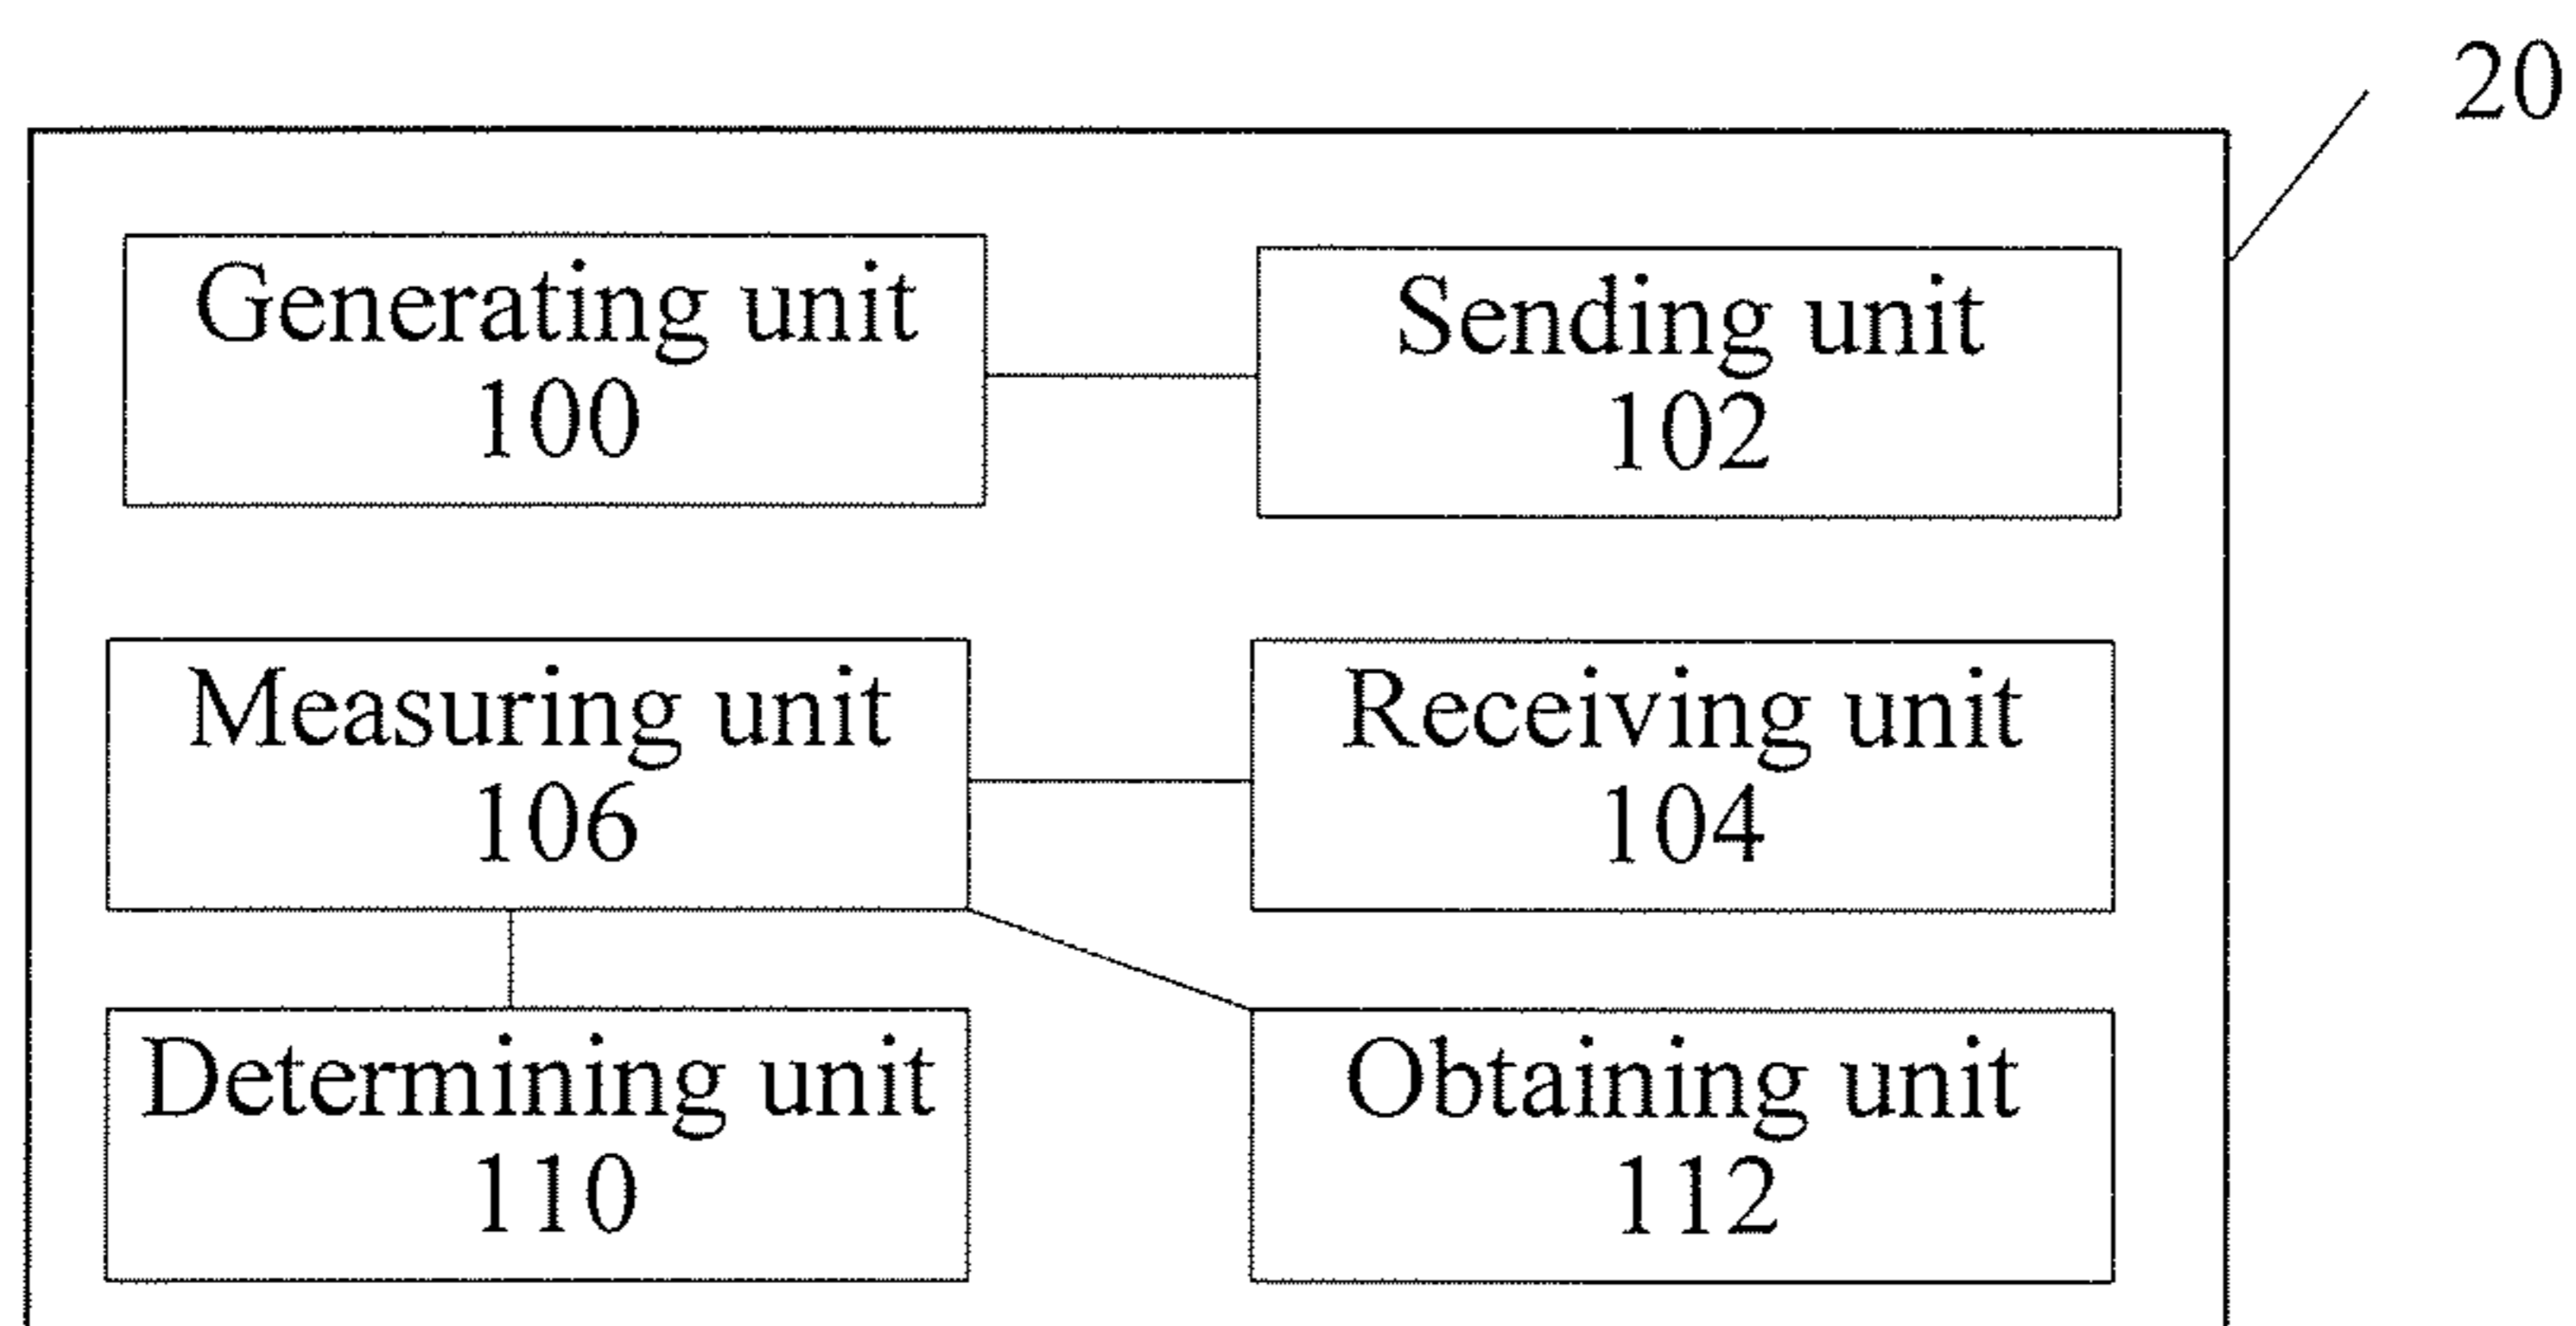 20
Generating unit
100
Sending unit
102
Measuring unit
106
Receiving unit
104
Determining unit
110
Obtaining unit
112